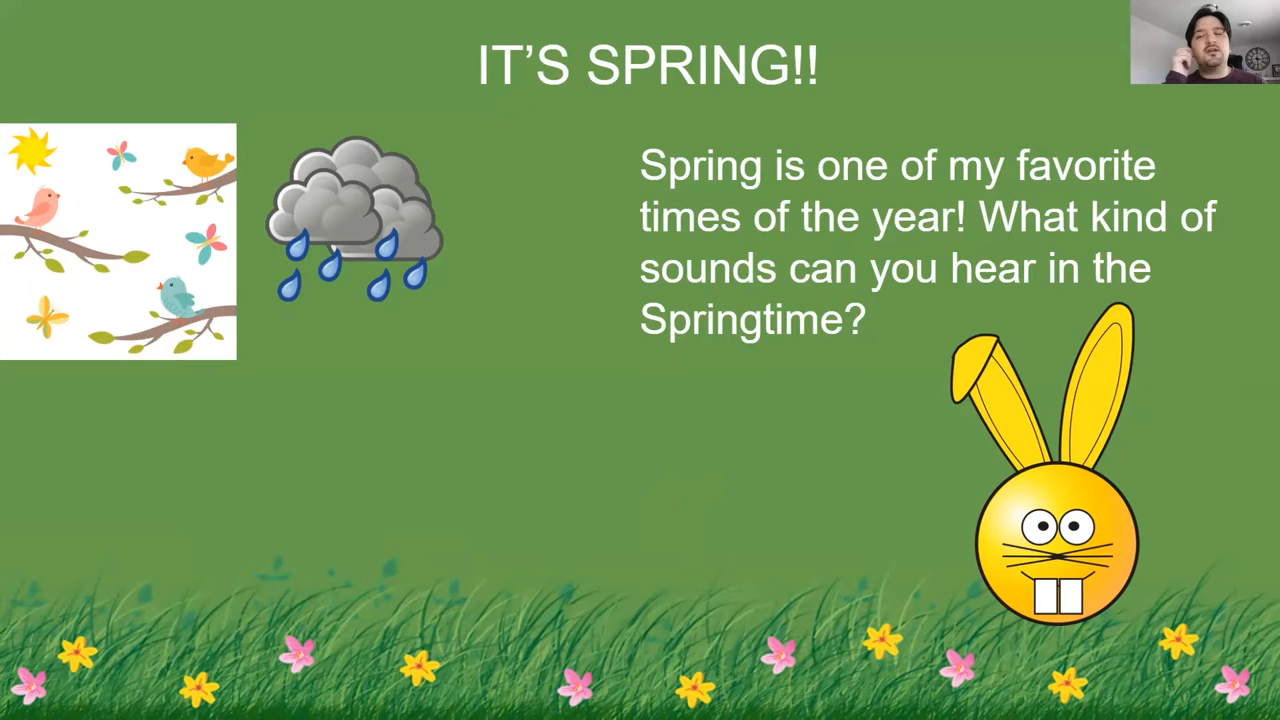 IT’S SPRING!!
Spring is one of my favorite
times of the year! What kind of
sounds can you hear in the
Springtime?